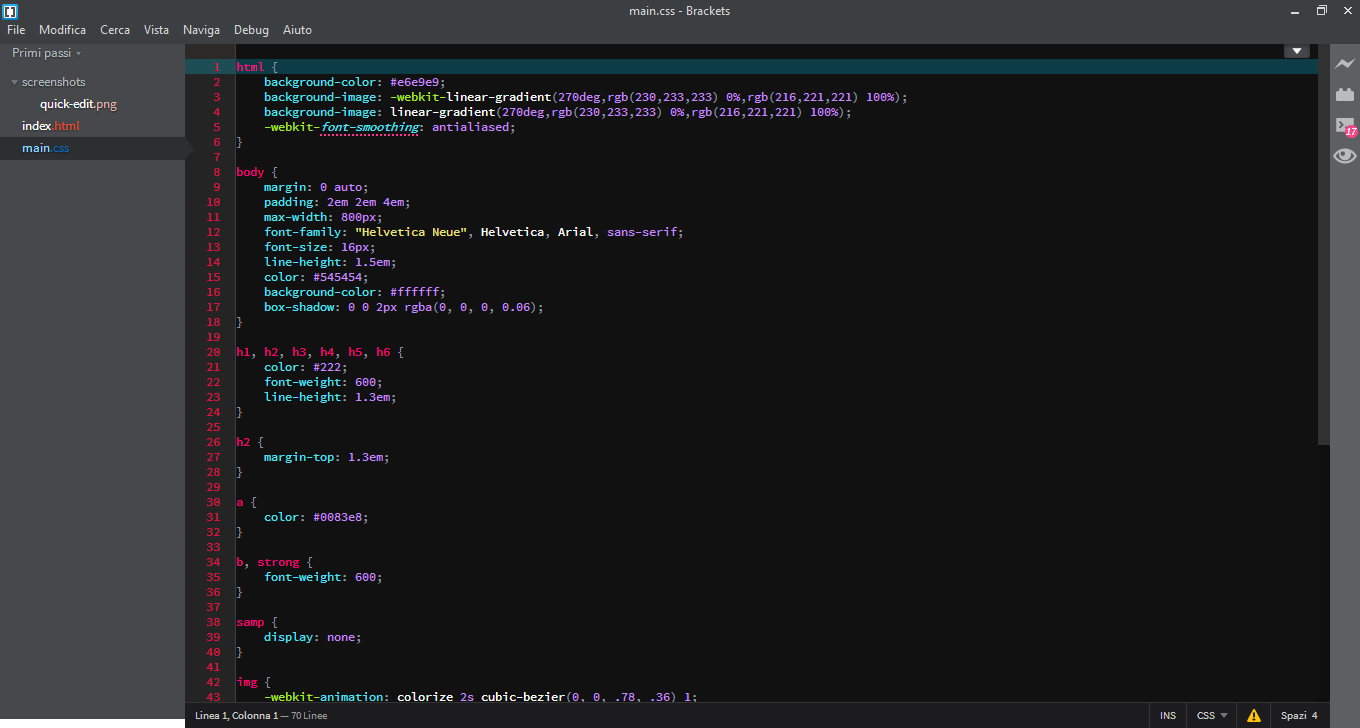 main.css - Brackets
File Modifica Cerca Vista Naviga Debug Aiuto
Primi passi
screenshots
quick-edit.png
index.html
main.css
1 html {
2     background-color: #e6e9e9;
3     background-image: -webkit-linear-gradient(270deg,rgb(230,233,233) 0%,rgb(216,221,221) 100%);
4     background-image: linear-gradient(270deg,rgb(230,233,233) 0%,rgb(216,221,221) 100%);
5     -webkit-font-smoothing: antialiased;
6 }
7
8 body {
9     margin: 0 auto;
10     padding: 2em 2em 4em;
11     max-width: 800px;
12     font-family: "Helvetica Neue", Helvetica, Arial, sans-serif;
13     font-size: 16px;
14     line-height: 1.5em;
15     color: #545454;
16     background-color: #ffffff;
17     box-shadow: 0 0 2px rgba(0, 0, 0, 0.06);
18 }
19
20 h1, h2, h3, h4, h5, h6 {
21     color: #222;
22     font-weight: 600;
23     line-height: 1.3em;
24 }
25
26 h2 {
27     margin-top: 1.3em;
28 }
29
30 a {
31     color: #0083e8;
32 }
33
34 b, strong {
35     font-weight: 600;
36 }
37
38 samp {
39     display: none;
40 }
41
42 img {
43     -webkit-animation: colorize 2s cubic-bezier(0, 0, .78, .36) 1;
17
Linea 1, Colonna 1 — 70 Linee
INS CSS Spazi 4